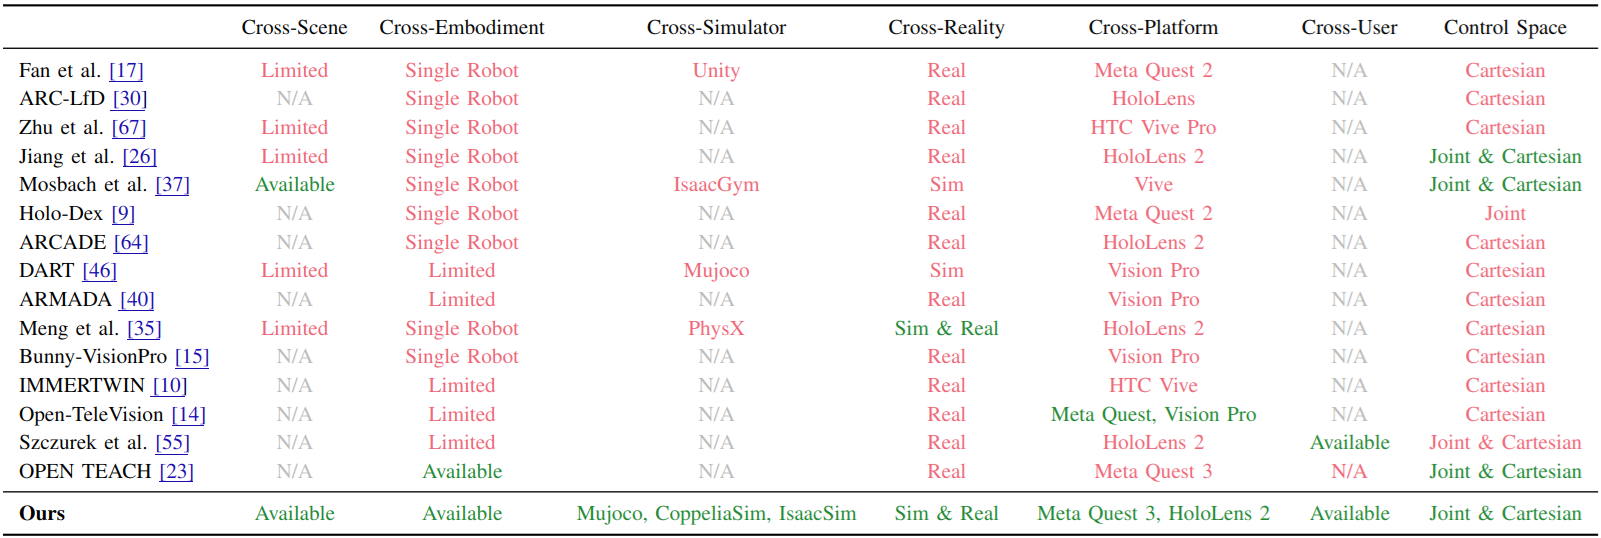 Cross-Scene Cross-Embodiment Cross-Simulator Cross-Reality Cross-Platform Cross-User Control Space
Fan et al. [17] Limited Single Robot Unity Real Meta Quest 2 N/A Cartesian
ARC-LfD [30] N/A Single Robot N/A Real HoloLens N/A Cartesian
Zhu et al. [67] Limited Single Robot N/A Real HTC Vive Pro N/A Cartesian
Jiang et al. [26] Limited Single Robot N/A Real HoloLens 2 N/A Joint & Cartesian
Mosbach et al. [37] Available Single Robot IsaacGym Sim Vive N/A Joint & Cartesian
Holo-Dex [9] N/A Single Robot N/A Real Meta Quest 2 N/A Joint
ARCADE [64] N/A Single Robot N/A Real HoloLens 2 N/A Cartesian
DART [46] Limited Limited Mujoco Sim Vision Pro N/A Cartesian
ARMADA [40] N/A Limited N/A Real Vision Pro N/A Cartesian
Meng et al. [35] Limited Single Robot PhysX Sim & Real HoloLens 2 N/A Cartesian
Bunny-VisionPro [15] N/A Single Robot N/A Real Vision Pro N/A Cartesian
IMMERTWIN [10] N/A Limited N/A Real HTC Vive N/A Cartesian
Open-TeleVision [14] N/A Limited N/A Real Meta Quest, Vision Pro N/A Cartesian
Szczurek et al. [55] N/A Limited N/A Real HoloLens 2 Available Joint & Cartesian
OPEN TEACH [23] N/A Available N/A Real Meta Quest 3 N/A Joint & Cartesian
Ours Available Available Mujoco, CoppeliaSim, IsaacSim Sim & Real Meta Quest 3, HoloLens 2 Available Joint & Cartesian